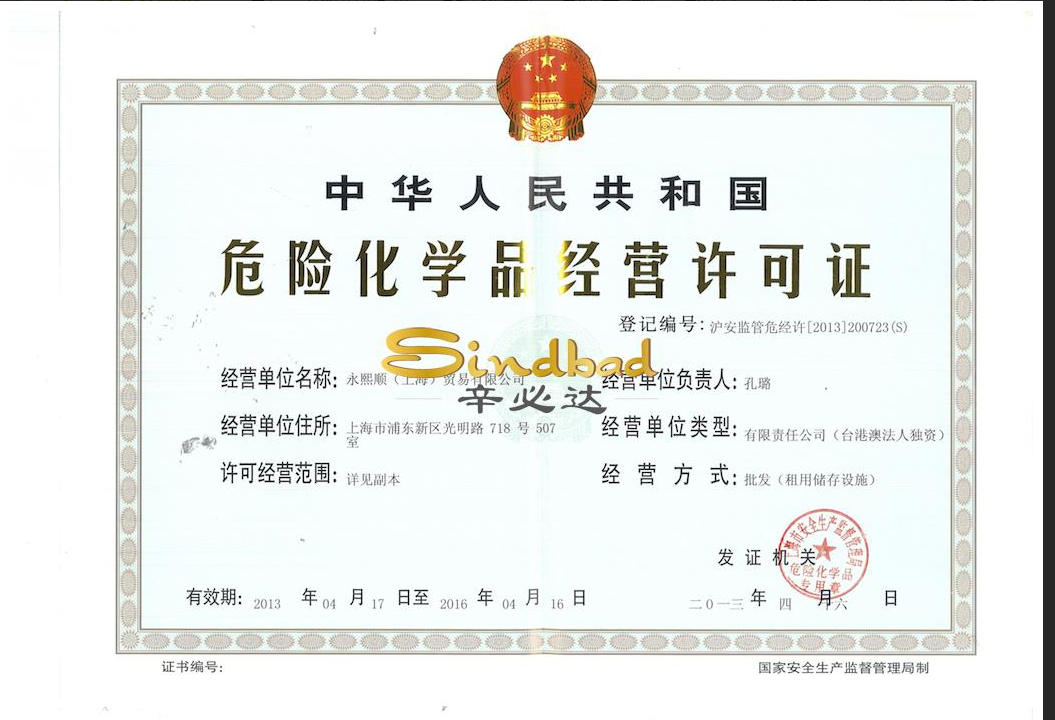 中华人民共和国
危险化学品经营许可证
登记编号: 沪安监管危经许[2013]200723(S)
Sindbad
辛必达
经营单位名称: 永熙顺（上海）贸易有限公司
经营单位负责人: 孔璐
经营单位住所: 上海市浦东新区光明路 718 号 507
室
经营单位类型: 有限责任公司（台港澳法人独资）
许可经营范围: 详见副本
经营方式: 批发（租用储存设施）
发证机关
上海市安全生产监督管理局
危险化学品
专用章
有效期: 2013 年 04 月 17 日至 2016 年 04 月 16 日
二〇一三 年 四 月 十六 日
证书编号:
国家安全生产监督管理局制